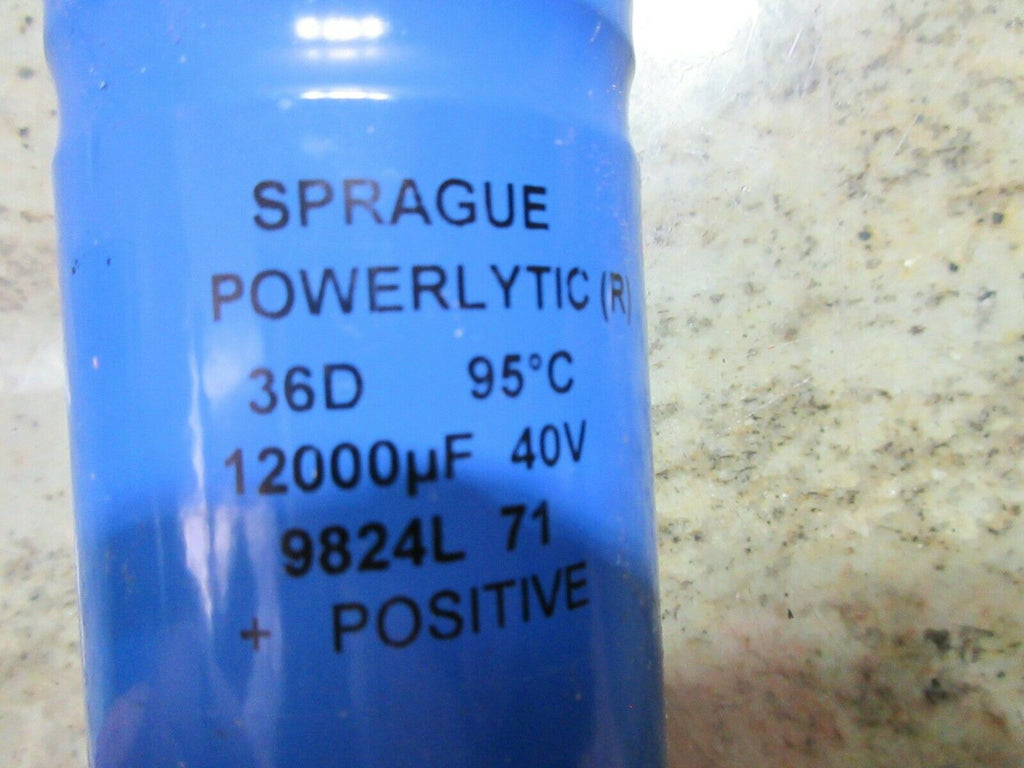 SPRAGUE
POWERLYTIC (R)
36D 95°C
12000µF 40V
9824L 71
+ POSITIVE